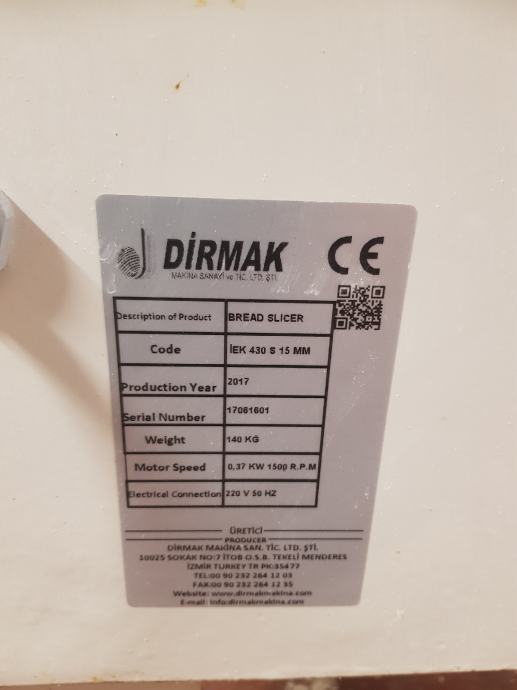 DİRMAK
MAKİNA SANAYİ ve TİC. LTD. ŞTİ.
CE
Description of Product BREAD SLICER
Code İEK 430 S 15 MM
Production Year 2017
Serial Number 17061601
Weight 140 KG
Motor Speed 0,37 KW 1500 R.P.M
Electrical Connection 220 V 50 HZ
ÜRETİCİ
PRODUCER
DİRMAK MAKİNA SAN. TİC. LTD. ŞTİ.
10025 SOKAK NO:7 İTOB O.S.B. TEKELİ MENDERES
İZMİR TURKEY TR PK:35477
TEL:00 90 232 264 12 03
FAX:00 90 232 264 12 35
Website: www.dirmakmakina.com
E-mail: info@dirmakmakina.com